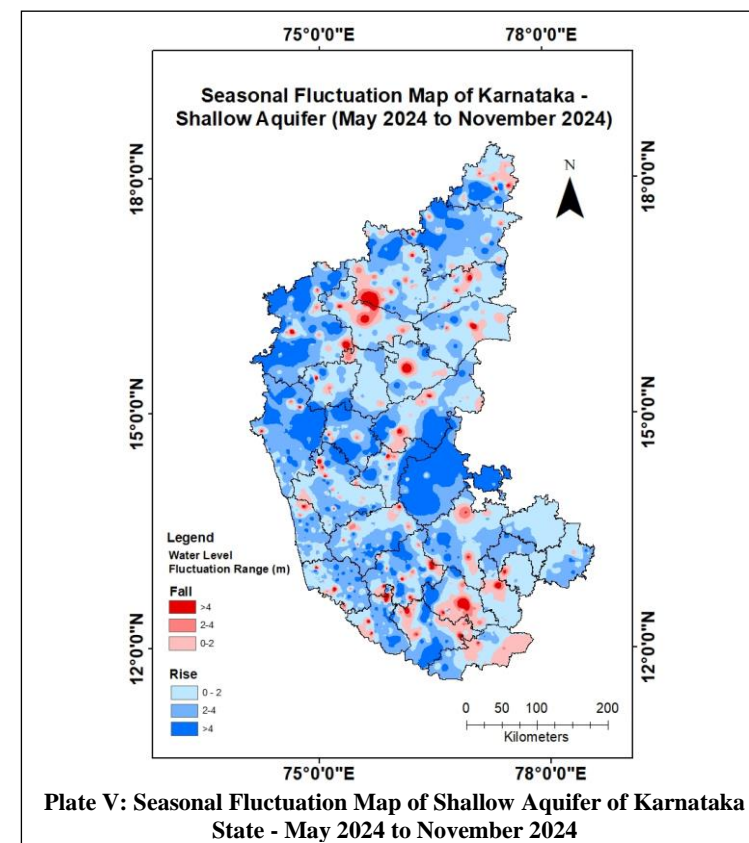 75°0'0"E 78°0'0"E
Seasonal Fluctuation Map of Karnataka -
Shallow Aquifer (May 2024 to November 2024)
N
18°0'0"N 18°0'0"N
15°0'0"N 15°0'0"N
12°0'0"N 12°0'0"N
Legend
Water Level
Fluctuation Range (m)
Fall
>4
2-4
0-2
Rise
0 - 2
2-4
>4
0 50 100 200
Kilometers
75°0'0"E 78°0'0"E
Plate V: Seasonal Fluctuation Map of Shallow Aquifer of Karnataka
State - May 2024 to November 2024